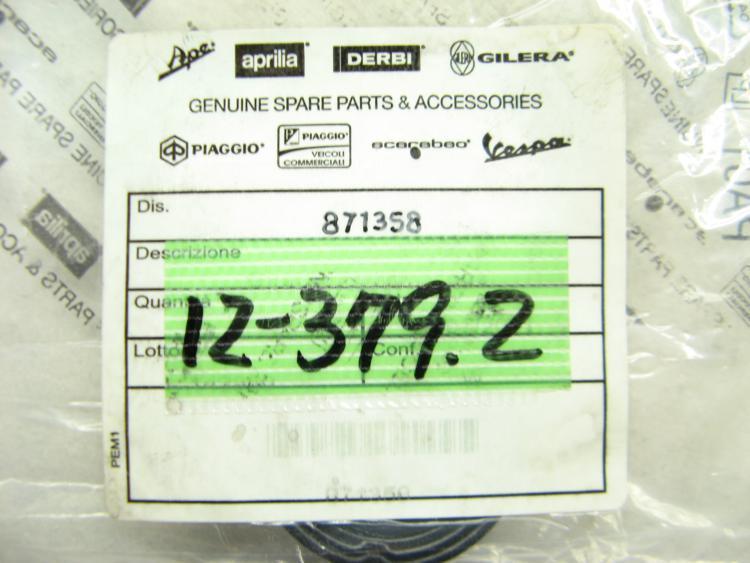 Ape aprilia DERBI GILERA
GENUINE SPARE PARTS & ACCESSORIES
PIAGGIO PIAGGIO VEICOLI COMMERCIALI scarabeo Vespa
Dis. 871358
Descrizione
Quantità
12-379.2
Lotto Conf.
PEM1